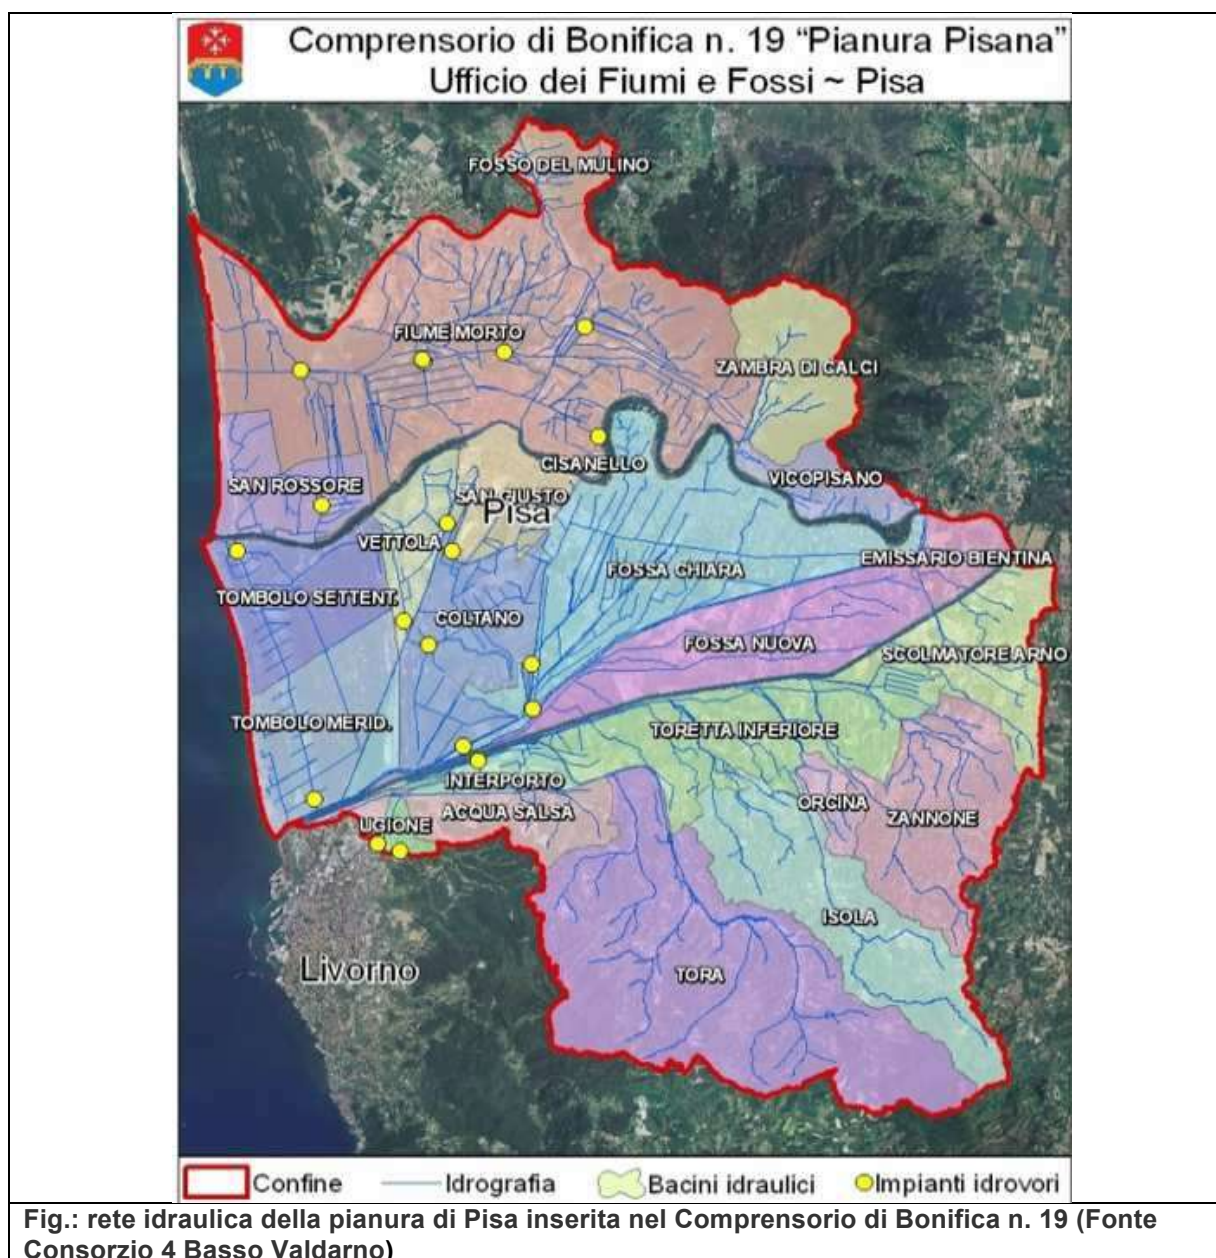 Comprensorio di Bonifica n. 19 “Pianura Pisana”
Ufficio dei Fiumi e Fossi ~ Pisa
FOSSO DEL MULINO
FIUME MORTO
ZAMBRA DI CALCI
CISANELLO
VICOPISANO
SAN ROSSORE
SAN GIUSTO
Pisa
VETTOLA
EMISSARIO BIENTINA
FOSSA CHIARA
TOMBOLO SETTENT.
COLTANO
FOSSA NUOVA
SCOLMATORE ARNO
TOMBOLO MERID.
TORETTA INFERIORE
INTERPORTO
ORCINA
ACQUA SALSA
ZANNONE
UGIONE
ISOLA
Livorno
TORA
Confine
Idrografia
Bacini idraulici
Impianti idrovori
Fig.: rete idraulica della pianura di Pisa inserita nel Comprensorio di Bonifica n. 19 (Fonte
Consorzio 4 Basso Valdarno)